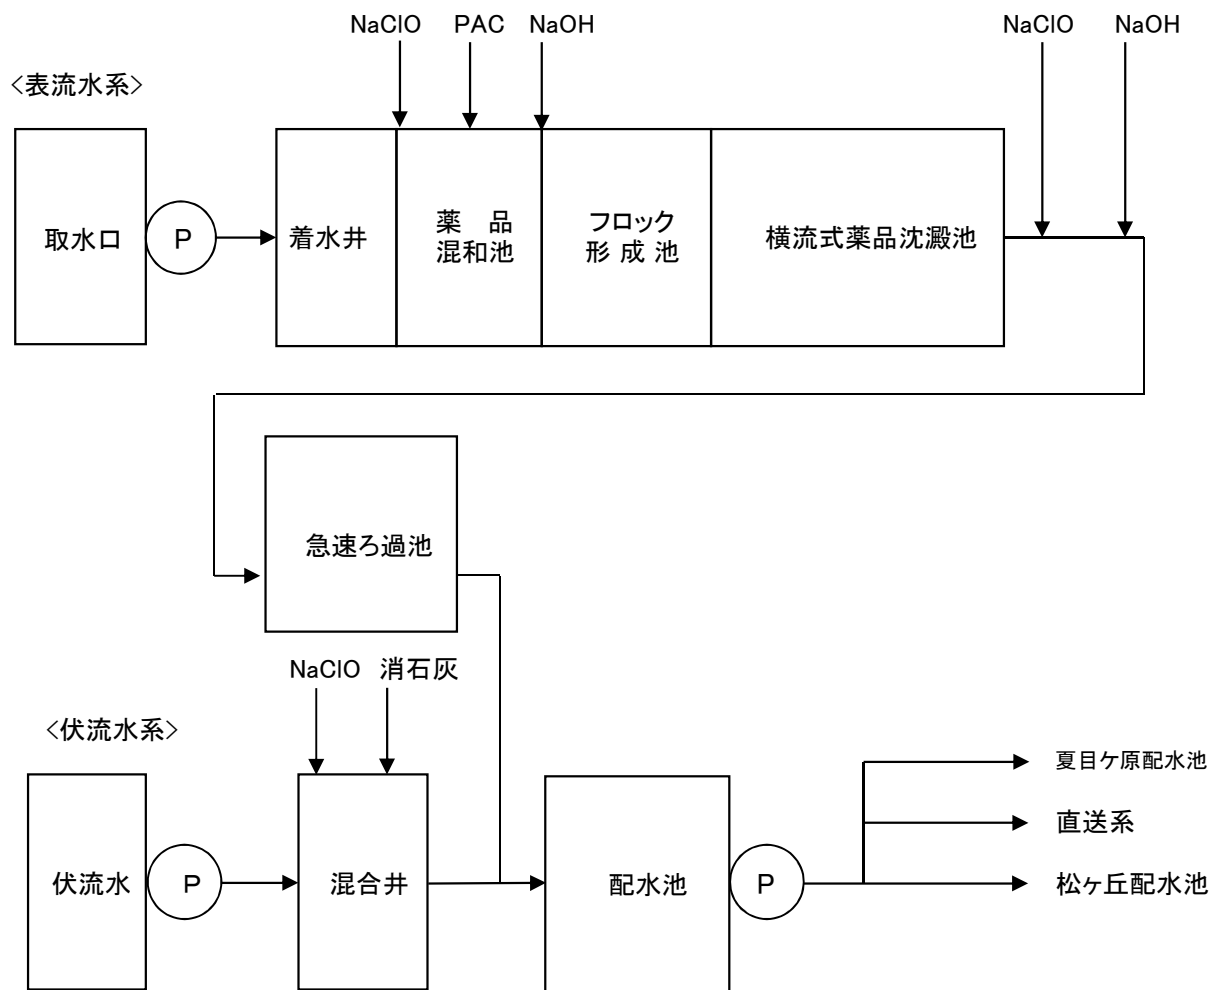 NaClO PAC NaOH NaClO NaOH
<表流水系>
取水口
P
着水井
薬 品
混和池
フロック
形 成 池
横流式薬品沈澱池
急速ろ過池
NaClO 消石灰
<伏流水系>
伏流水
P
混合井
配水池
P
夏目ケ原配水池
直送系
松ヶ丘配水池